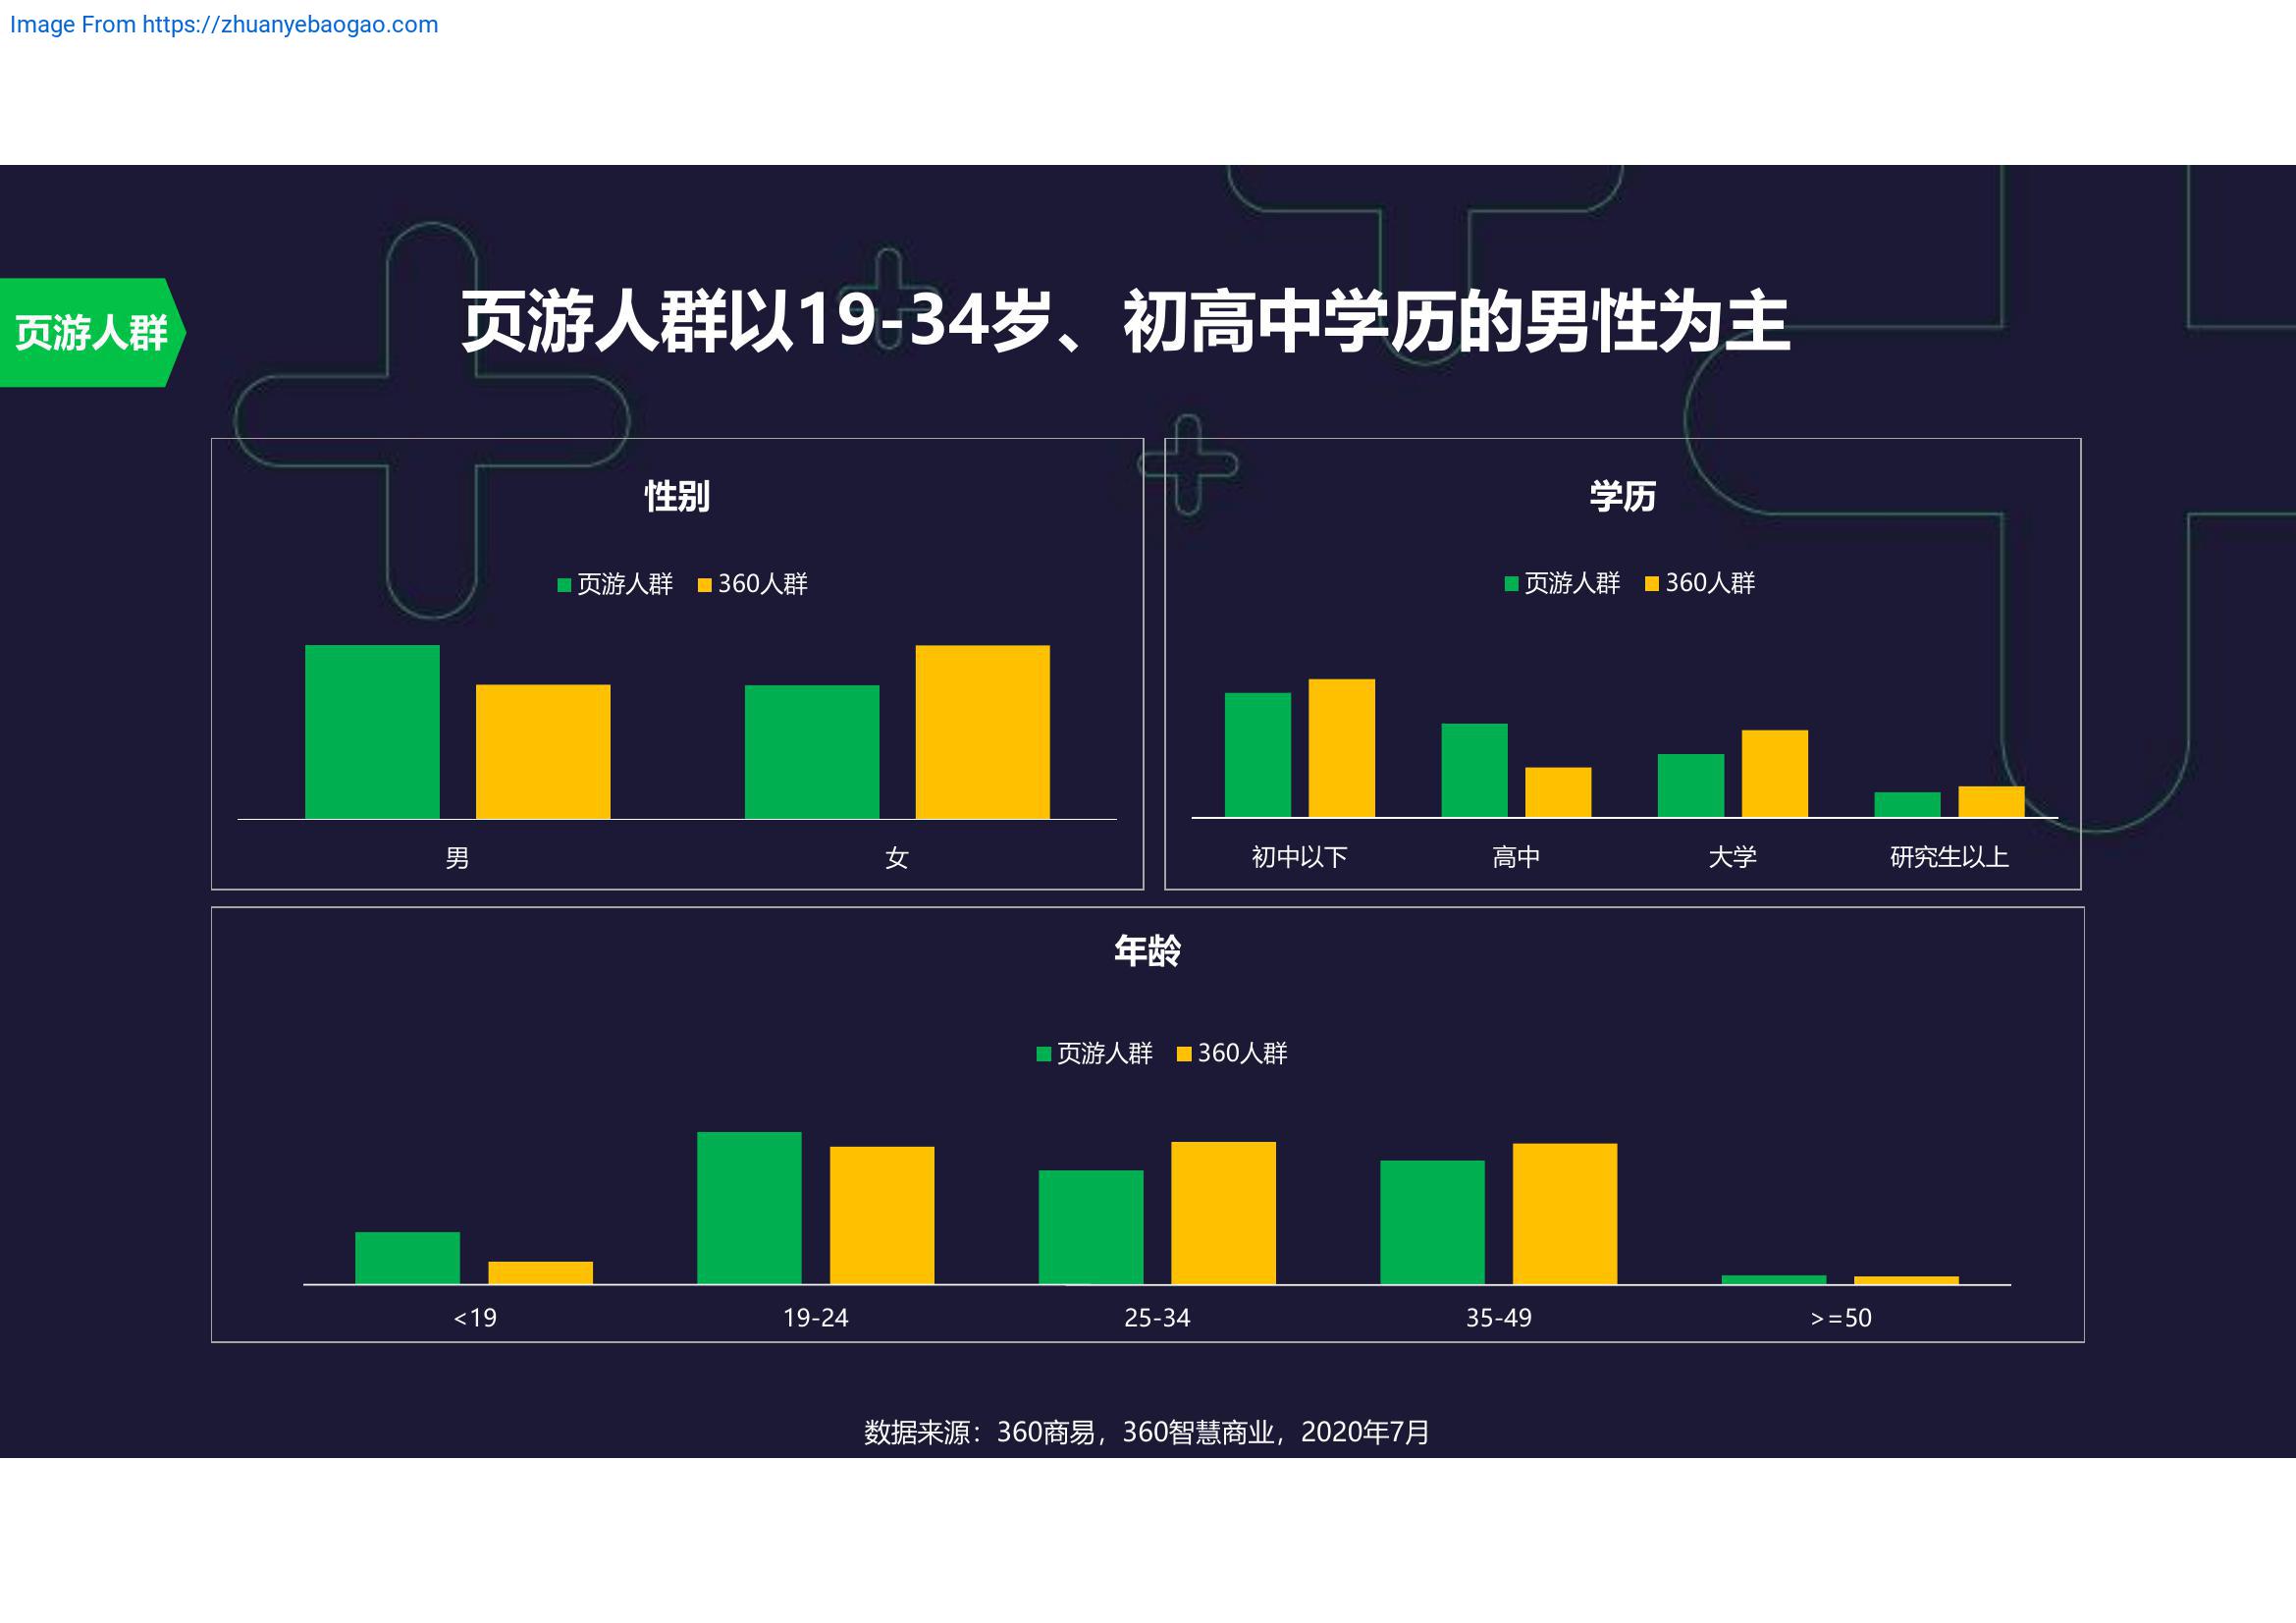 Image From https://zhuanyebaogao.com
页游人群
页游人群以19-34岁、初高中学历的男性为主
性别
页游人群 360人群
男 女
学历
页游人群 360人群
初中以下 高中 大学 研究生以上
年龄
页游人群 360人群
<19 19-24 25-34 35-49 >=50
数据来源：360商易，360智慧商业，2020年7月